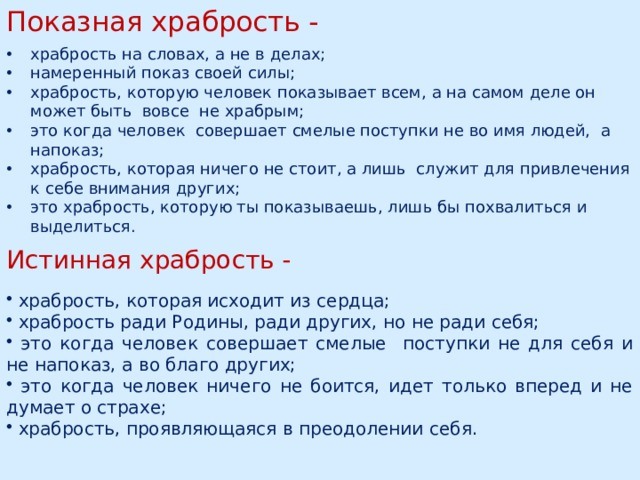 Показная храбрость -
• храбрость на словах, а не в делах;
• намеренный показ своей силы;
• храбрость, которую человек показывает всем, а на самом деле он
может быть вовсе не храбрым;
• это когда человек совершает смелые поступки не во имя людей, а
напоказ;
• храбрость, которая ничего не стоит, а лишь служит для привлечения
к себе внимания других;
• это храбрость, которую ты показываешь, лишь бы похвалиться и
выделиться.
Истинная храбрость -
• храбрость, которая исходит из сердца;
• храбрость ради Родины, ради других, но не ради себя;
• это когда человек совершает смелые поступки не для себя и
не напоказ, а во благо других;
• это когда человек ничего не боится, идет только вперед и не
думает о страхе;
• храбрость, проявляющаяся в преодолении себя.